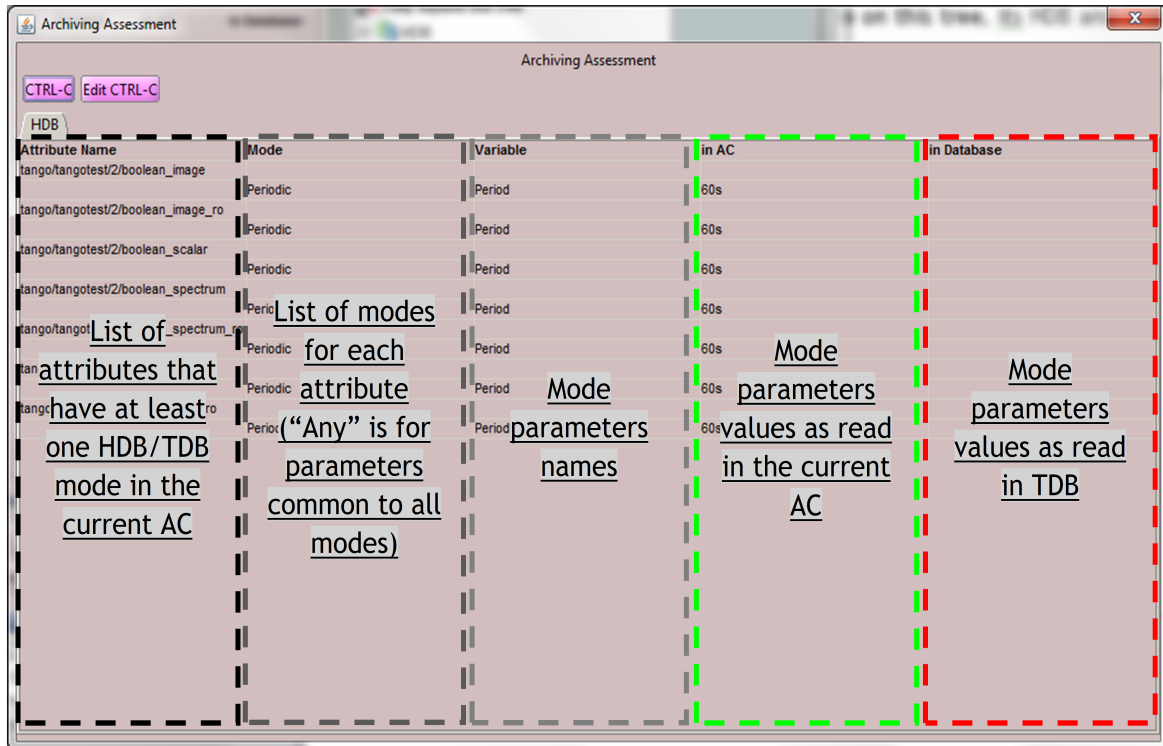 Archiving Assessment
Archiving Assessment
CTRL-C Edit CTRL-C
HDB
Attribute Name Mode Variable in AC in Database
tango/tangotest/2/boolean_image
Periodic Period 60s
tango/tangotest/2/boolean_image_ro
Periodic Period 60s
tango/tangotest/2/boolean_scalar
Periodic Period 60s
tango/tangotest/2/boolean_spectrum
Period 60s
_spectrum_ro
Periodic Period 60s
Periodic Period 60s
ro
Period 60s
List of
attributes that
have at least
one HDB/TDB
mode in the
current AC
List of modes
for each
attribute
(“Any” is for
parameters
common to all
modes)
Mode
parameters
names
Mode
parameters
values as read
in the current
AC
Mode
parameters
values as read
in TDB